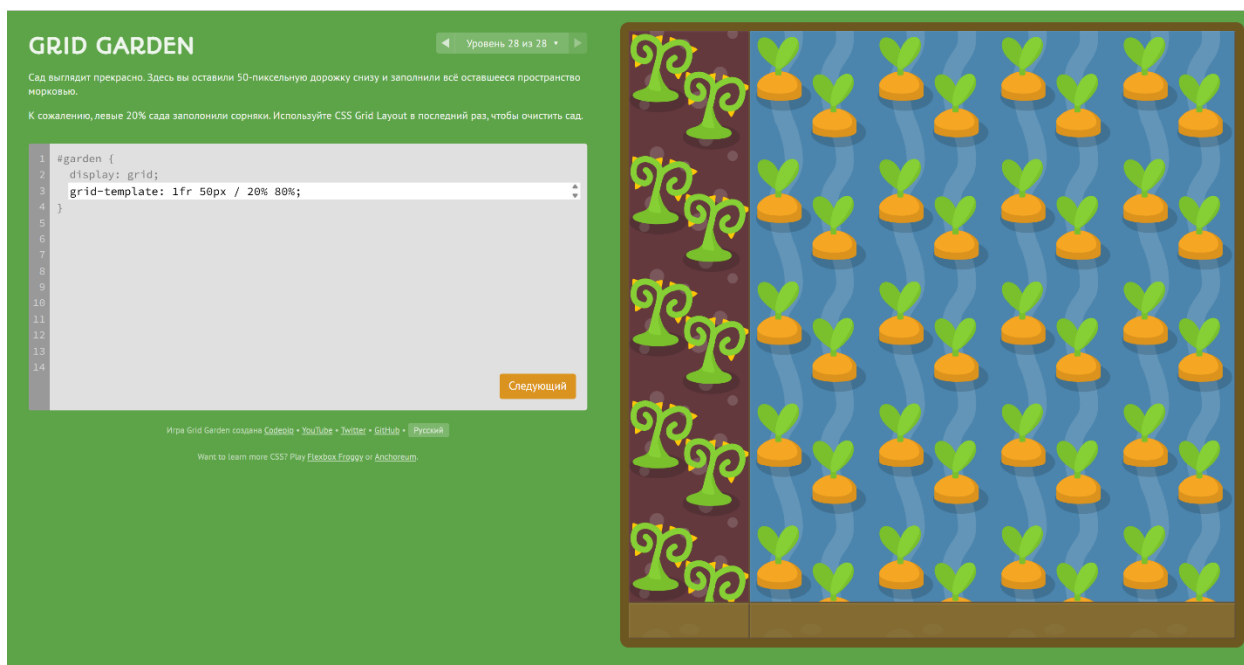 GRID GARDEN
Уровень 28 из 28
Сад выглядит прекрасно. Здесь вы оставили 50-пиксельную дорожку снизу и заполнили всё оставшееся пространство
морковью.
К сожалению, левые 20% сада заполонили сорняки. Используйте CSS Grid Layout в последний раз, чтобы очистить сад.
1 #garden {
2 display: grid;
3 grid-template: 1fr 50px / 20% 80%;
4 }
5
6
7
8
9
10
11
12
13
14
Следующий
Игра Grid Garden создана Codepip • YouTube • Twitter • GitHub • Русский
Want to learn more CSS? Play Flexbox Froggy or Anchoreum.